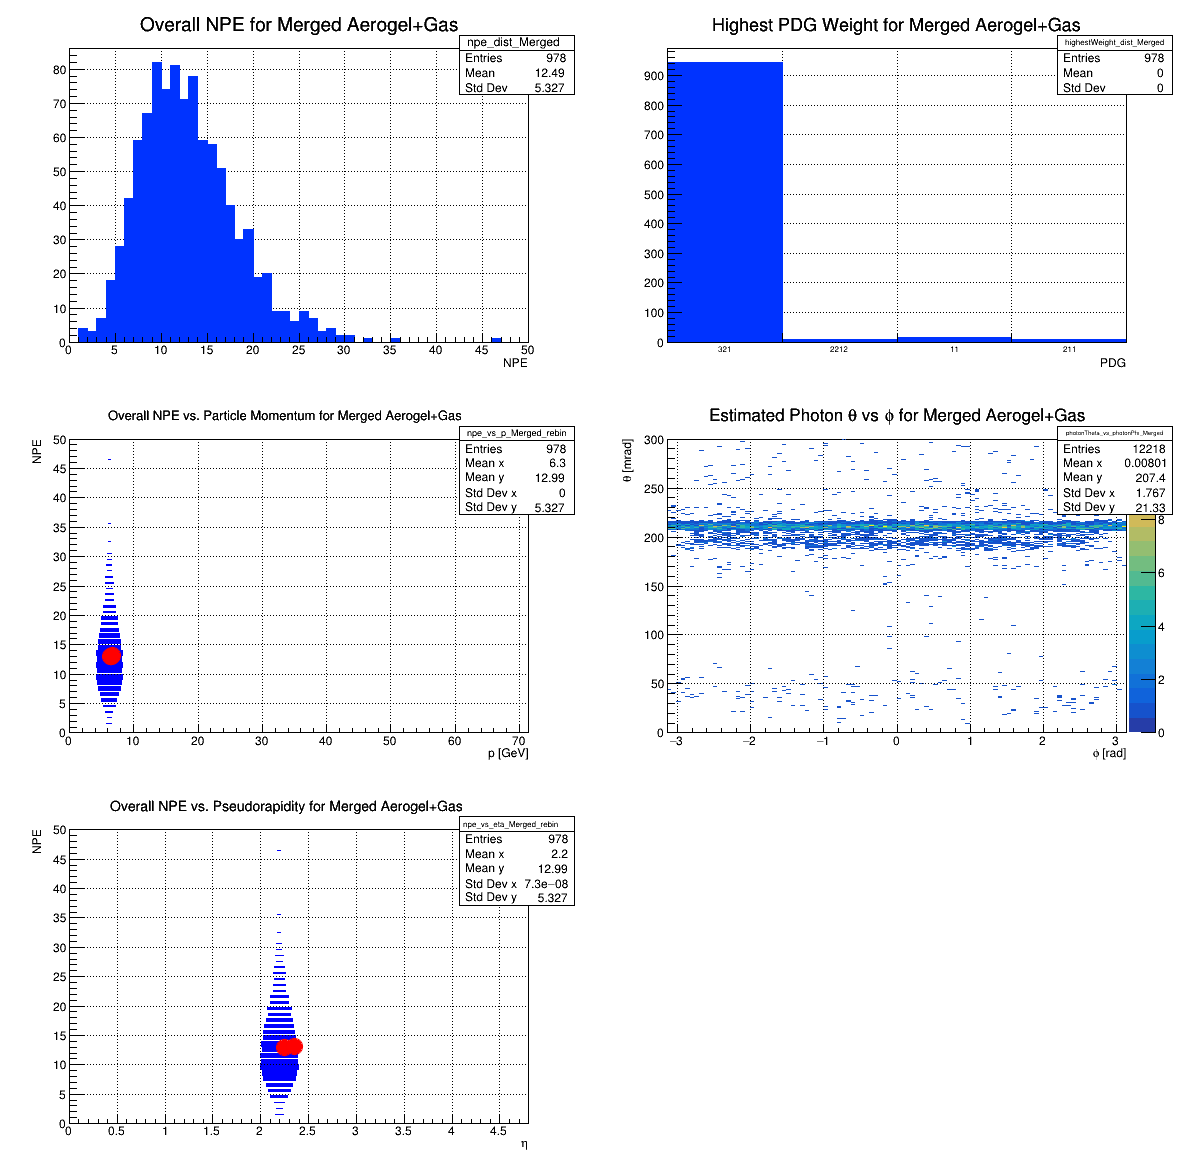 Overall NPE for Merged Aerogel+Gas
npe_dist_Merged
Entries 978
Mean 12.49
Std Dev 5.327
80
70
60
50
40
30
20
10
0
0 5 10 15 20 25 30 35 40 45 50
NPE
Highest PDG Weight for Merged Aerogel+Gas
highestWeight_dist_Merged
Entries 978
Mean 0
Std Dev 0
900
800
700
600
500
400
300
200
100
0
321 2212 11 211
PDG
Overall NPE vs. Particle Momentum for Merged Aerogel+Gas
npe_vs_p_Merged_rebin
Entries 978
Mean x 6.3
Mean y 12.99
Std Dev x 0
Std Dev y 5.327
NPE
50
45
40
35
30
25
20
15
10
5
0
0 10 20 30 40 50 60 70
p [GeV]
Estimated Photon θ vs ϕ for Merged Aerogel+Gas
photonTheta_vs_photonPhi_Merged
Entries 12218
Mean x 0.00801
Mean y 207.4
Std Dev x 1.767
Std Dev y 21.33
θ [mrad]
300
250
200
150
100
50
0
−3 −2 −1 0 1 2 3
ϕ [rad]
8
6
4
2
0
Overall NPE vs. Pseudorapidity for Merged Aerogel+Gas
npe_vs_eta_Merged_rebin
Entries 978
Mean x 2.2
Mean y 12.99
Std Dev x 7.3e−08
Std Dev y 5.327
NPE
50
45
40
35
30
25
20
15
10
5
0
0 0.5 1 1.5 2 2.5 3 3.5 4 4.5
η